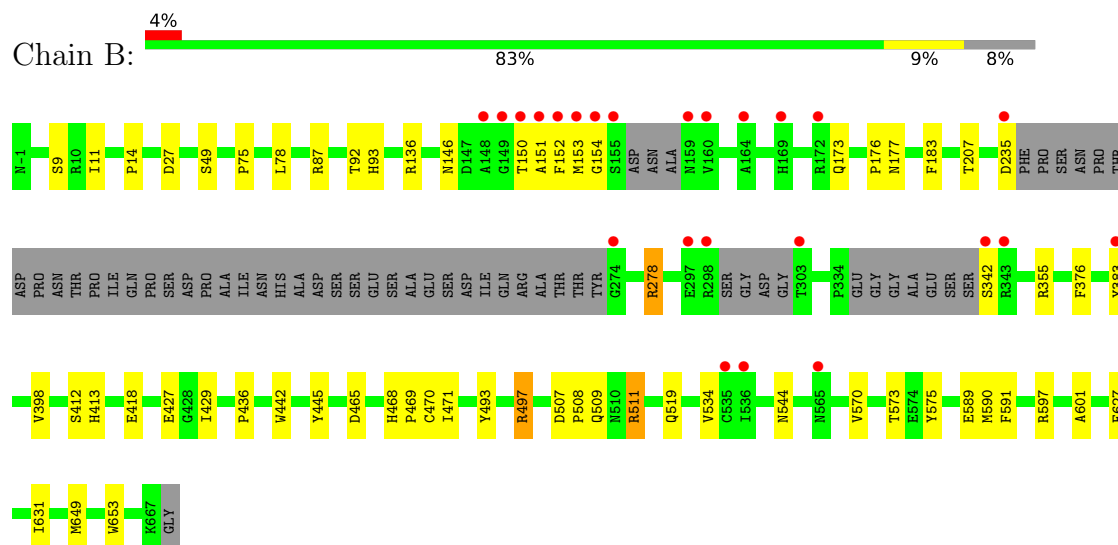 4%
Chain B:
83% 9% 8%
N-1 S9 R10 I11 P14 D27 S49 P75 L78 R87 T92 H93 R136 N146 D147 A148 G149 T150 A151 F152 M153 G154 S155 ASP ASN ALA N159 V160 A164 H169 R172 Q173 P176 N177 F183 T207 D235 PHE PRO SER ASN PRO THR
ASP PRO ASN THR PRO ILE GLN PRO SER ASP PRO ALA ILE ASN HIS ALA ASP SER SER GLU SER ALA GLU SER ASP ILE GLN ARG ALA THR THR TYR G274 R278 E297 R298 SER GLY ASP GLY T303 P334 GLU GLY GLY ALA GLU SER SER S342 R343 R355 F376
V398 S412 H413 E418 E427 G428 I429 P436 W442 Y445 D465 H468 P469 C470 I471 Y493 R497 D507 P508 Q509 N510 R511 Q519 V534 C535 I536 N544 N565 V570 T573 E574 Y575 E589 M590 F591 R597 A601
I631 M649 W653 K667 GLY